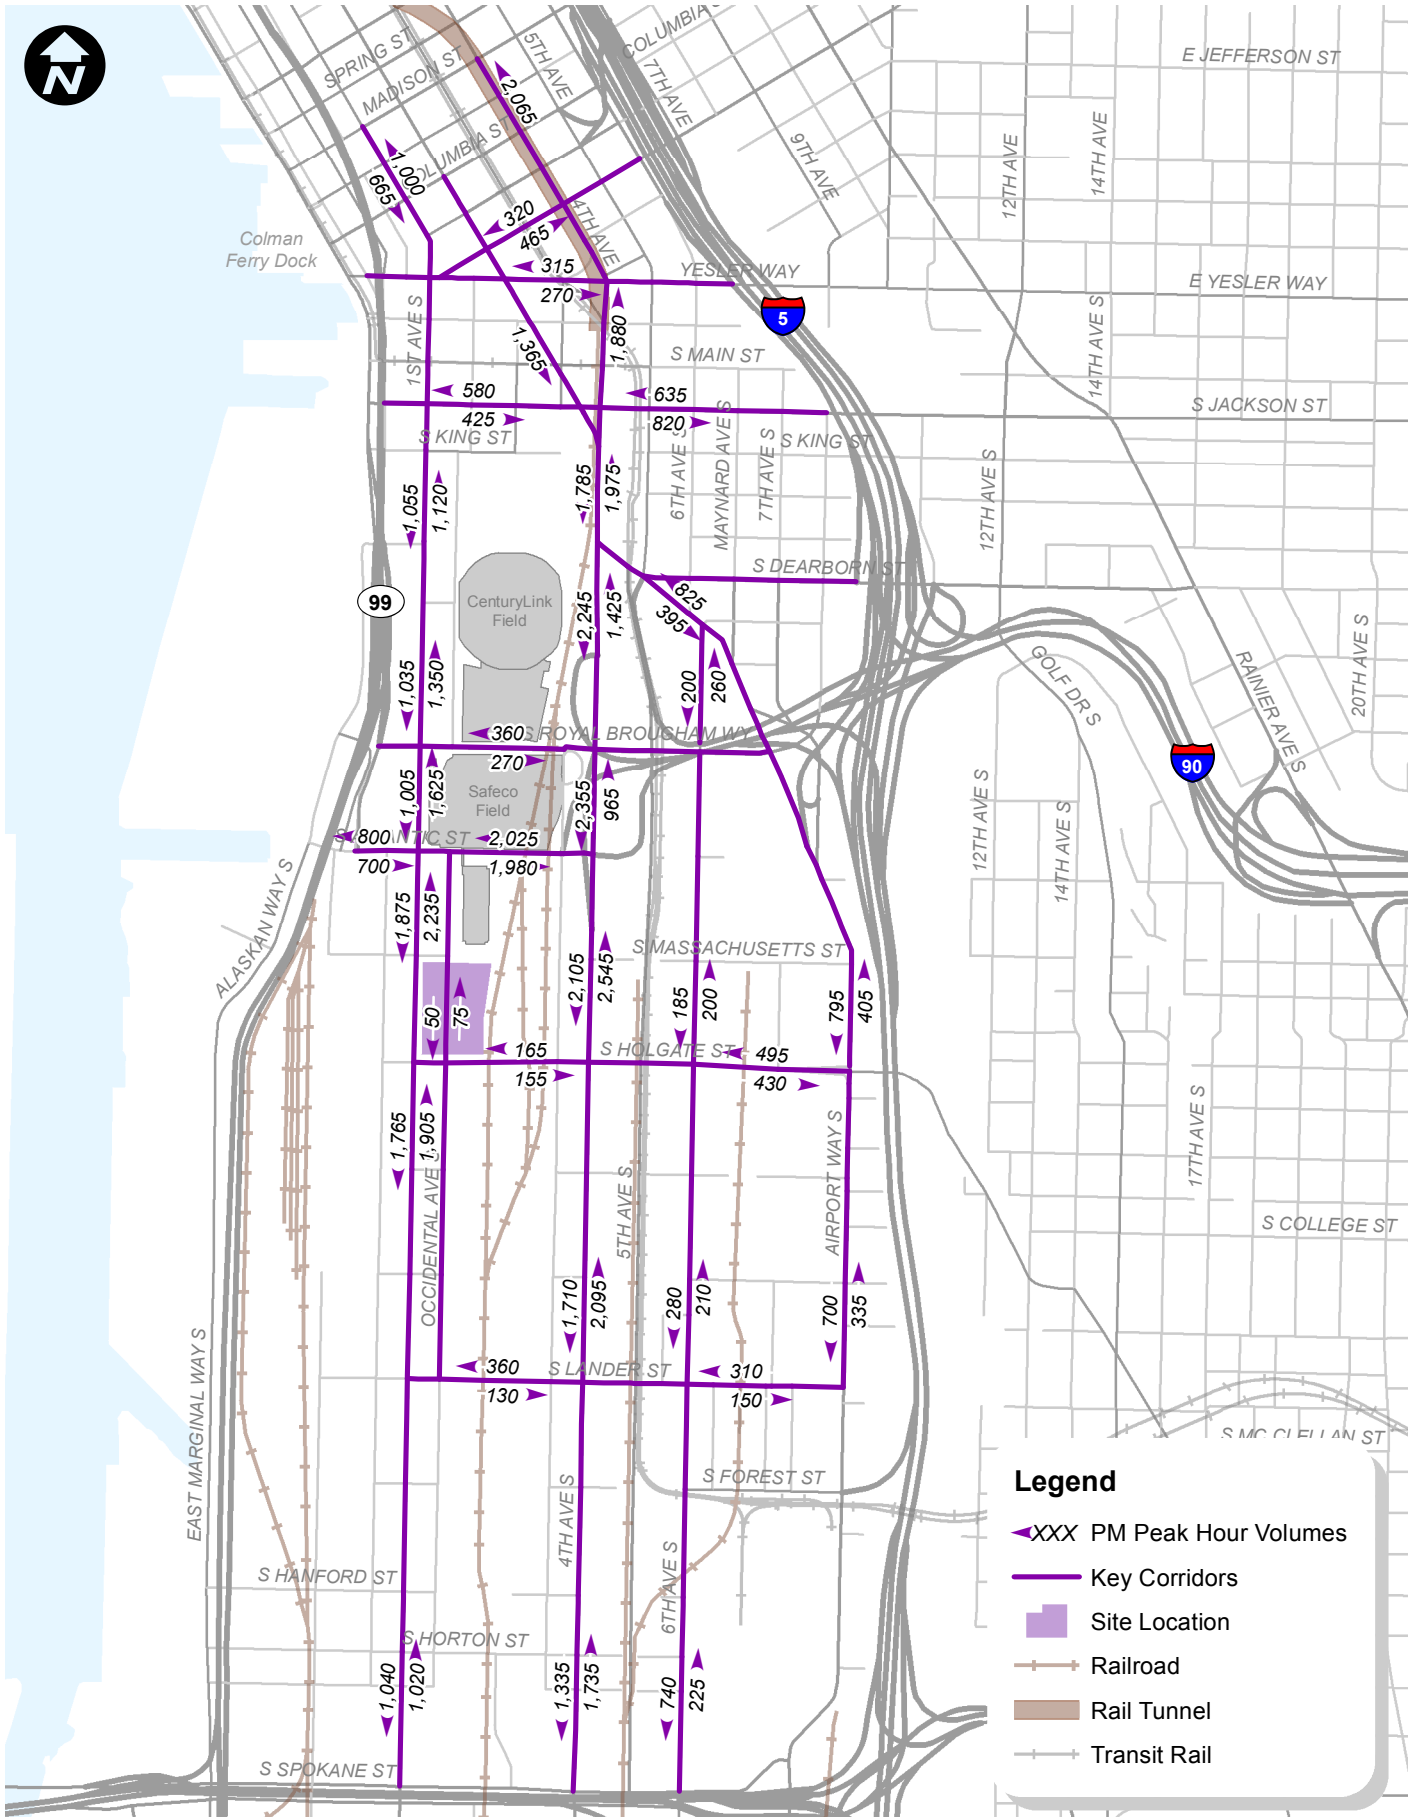 N
SPRING ST
MADISON ST
COLUMBIA ST
5TH AVE
COLUMBIA
7TH AVE
9TH AVE
E JEFFERSON ST
12TH AVE
14TH AVE
2,065
1,000
665
320
465
4TH AVE
Colman
Ferry Dock
315
270
YESLER WAY
E YESLER WAY
5
1ST AVE S
1,365
1,880
S MAIN ST
14TH AVE S
580
425
635
820
S JACKSON ST
S KING ST
S KING ST
6TH AVE S
MAYNARD AVE S
7TH AVE S
12TH AVE S
1,055
1,120
1,785
1,975
S DEARBORN ST
99
CenturyLink
Field
2,245
1,425
825
395
1,035
1,350
200
260
GOLF DR S
RAINIER AVE S
20TH AVE S
360
S ROYAL BROUGHAM WY
270
90
1,005
1,625
Safeco
Field
2,355
965
12TH AVE S
14TH AVE S
800
2,025
700
1,980
ALASKAN WAY S
1,875
2,235
S MASSACHUSETTS ST
2,105
2,545
185
200
795
405
50
75
165
S HOLGATE ST
495
155
430
1,765
1,905
OCCIDENTAL AVE S
5TH AVE S
AIRPORT WAY S
17TH AVE S
S COLLEGE ST
1,710
2,095
280
210
700
335
EAST MARGINAL WAY S
360
S LANDER ST
310
130
150
S MC CLELLAN ST
S FOREST ST
4TH AVE S
6TH AVE S
S HANFORD ST
S HORTON ST
1,040
1,020
1,335
1,735
740
225
S SPOKANE ST
Legend
XXX PM Peak Hour Volumes
Key Corridors
Site Location
Railroad
Rail Tunnel
Transit Rail